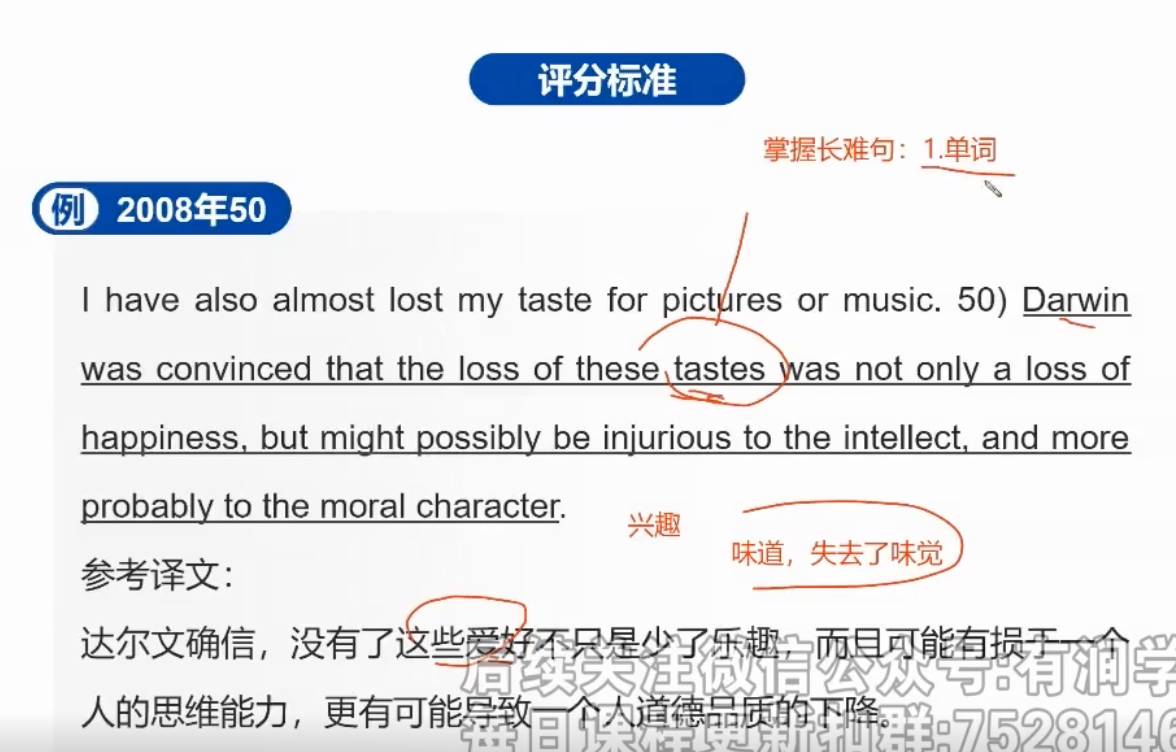 评分标准
掌握长难句：1.单词
例 2008年50
I have also almost lost my taste for pictures or music. 50) Darwin
was convinced that the loss of these tastes was not only a loss of
happiness, but might possibly be injurious to the intellect, and more
probably to the moral character.
兴趣
味道，失去了味觉
参考译文：
达尔文确信，没有了这些爱好不只是少了乐趣，而且可能有损于一个
后续关注微信公众号:有润学
人的思维能力，更有可能导致一个人道德品质的下降。
每日课程更新扣群:7528146